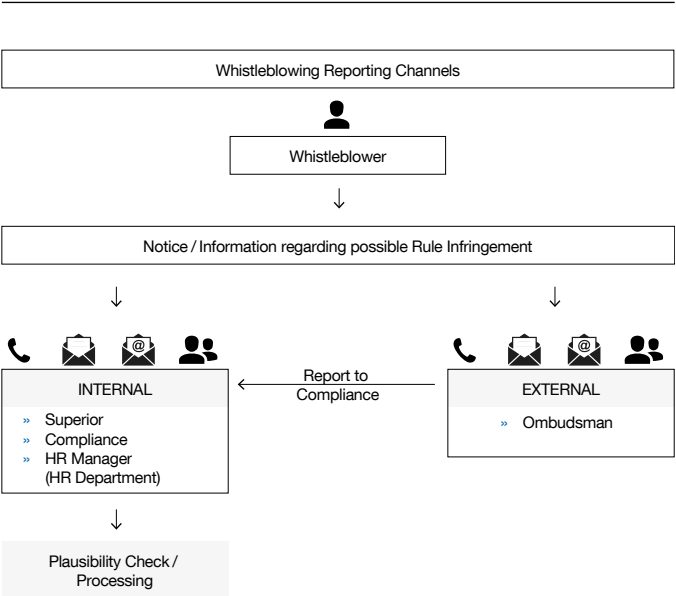 Whistleblowing Reporting Channels
Whistleblower
Notice / Information regarding possible Rule Infringement
@
@
INTERNAL
» Superior
» Compliance
» HR Manager
(HR Department)
Report to
Compliance
EXTERNAL
» Ombudsman
Plausibility Check /
Processing